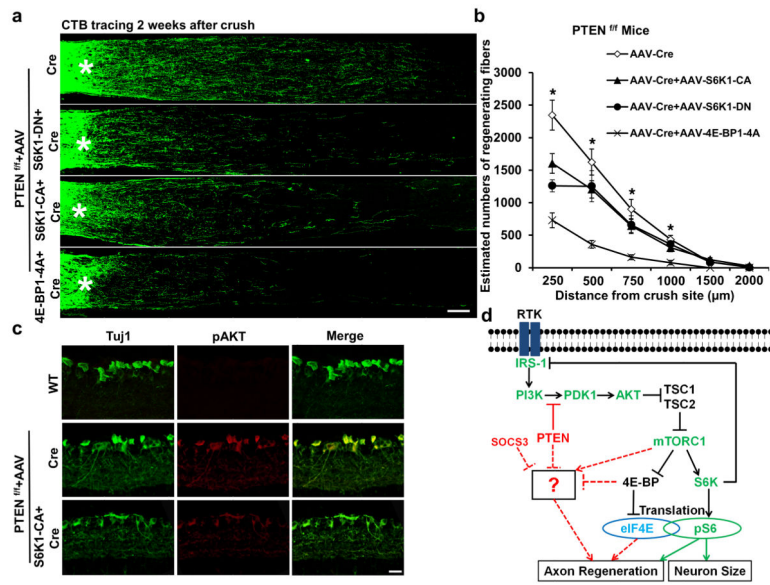 a
CTB tracing 2 weeks after crush
PTEN f/f+AAV
Cre
S6K1-DN+
Cre
S6K1-CA+
Cre
4E-BP1-4A+
Cre
b
PTEN f/f Mice
AAV-Cre
AAV-Cre+AAV-S6K1-CA
AAV-Cre+AAV-S6K1-DN
AAV-Cre+AAV-4E-BP1-4A
Estimated numbers of regenerating fibers
3000
2500
2000
1500
1000
500
0
* * * *
250 500 750 1000 1500 2000
Distance from crush site (µm)
c
Tuj1 pAKT Merge
WT
PTEN f/f+AAV
Cre
S6K1-CA+
Cre
d
RTK
IRS-1
PI3K PDK1 AKT TSC1
TSC2
SOCS3 PTEN mTORC1
? 4E-BP S6K
Translation
eIF4E pS6
Axon Regeneration Neuron Size